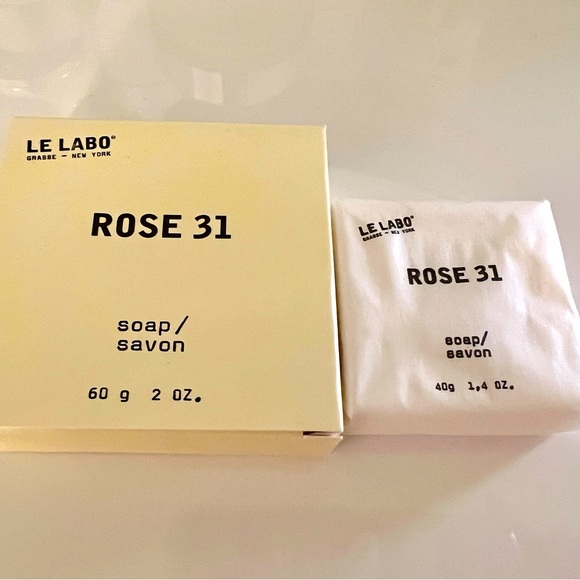 LE LABO®
GRASSE — NEW YORK
ROSE 31
soap/
savon
60 g 2 OZ.
LE LABO®
GRASSE — NEW YORK
ROSE 31
soap/
savon
40g 1,4 OZ.